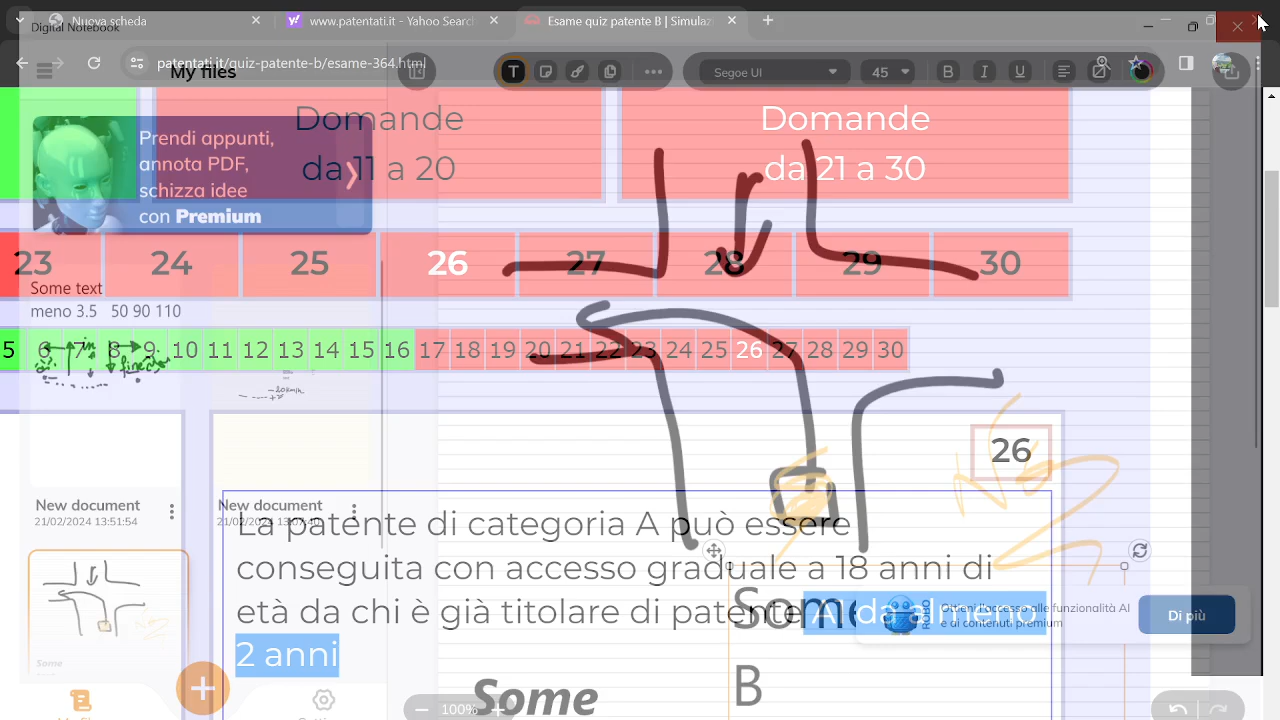 Nuova scheda
www.patentati.it - Yahoo Searc
Esame quiz patente B | Simulaz
Digital Notebook
patentati.it/quiz-patente-b/esame-364.html
My files
Segoe UI
45
B I U
Prendi appunti,
annota PDF,
schizza idee
con Premium
Domande
da 11 a 20
Domande
da 21 a 30
23 24 25 26 27 28 29 30
Some text
meno 3.5 50 90 110
5 6 7 8 9 10 11 12 13 14 15 16 17 18 19 20 21 22 23 24 25 26 27 28 29 30
26
New document
21/02/2024 13:51:54
New document
La patente di categoria A può essere
conseguita con accesso graduale a 18 anni di
età da chi è già titolare di patente A1 da almeno
2 anni
Ottieni l'accesso alle funzionalità AI
e ai contenuti premium
Di più
Some
B
Some
100%